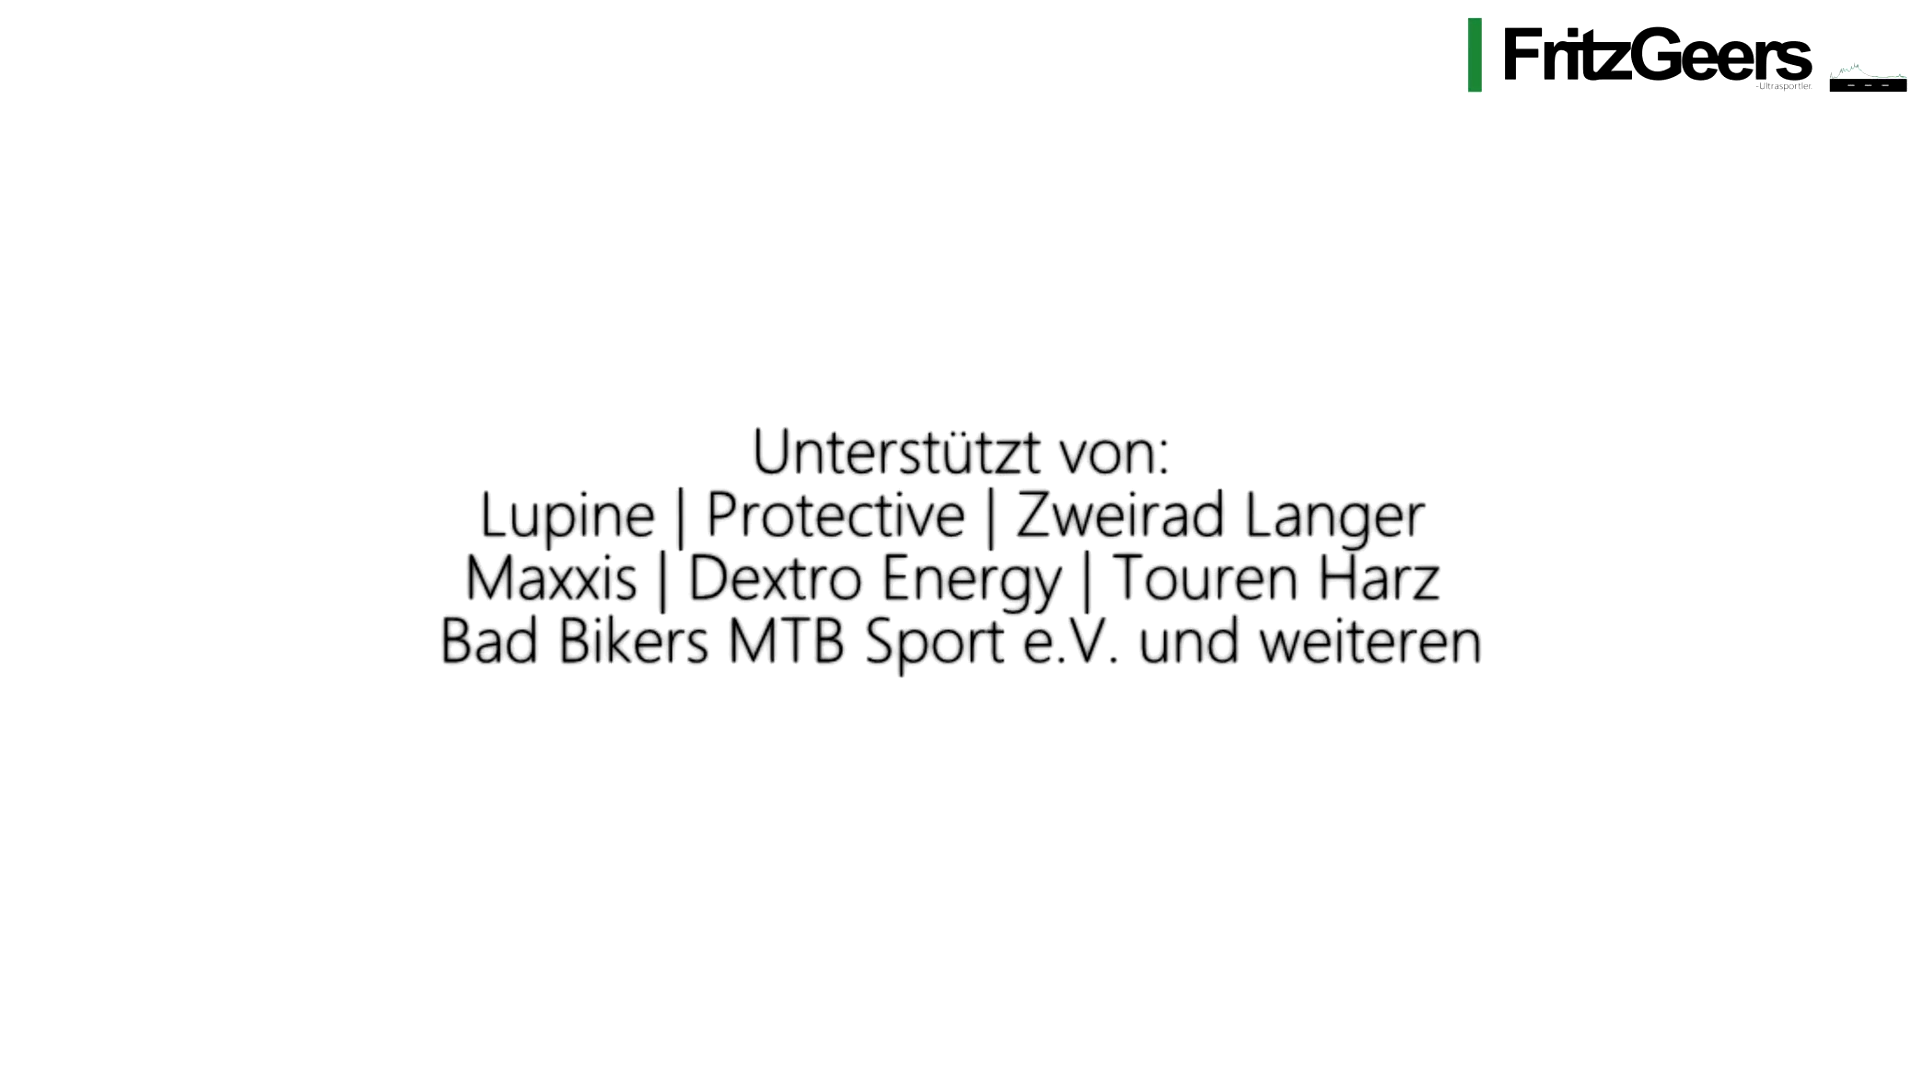 FritzGeers
-Ultrasportler.
Unterstützt von:
Lupine | Protective | Zweirad Langer
Maxxis | Dextro Energy | Touren Harz
Bad Bikers MTB Sport e.V. und weiteren